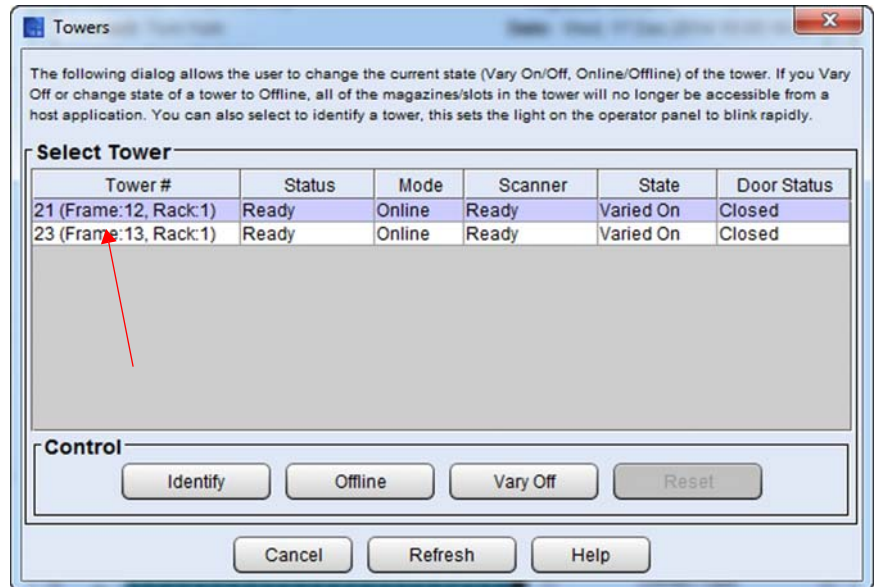 Towers
The following dialog allows the user to change the current state (Vary On/Off, Online/Offline) of the tower. If you Vary
Off or change state of a tower to Offline, all of the magazines/slots in the tower will no longer be accessible from a
host application. You can also select to identify a tower, this sets the light on the operator panel to blink rapidly.
Select Tower
Tower # Status Mode Scanner State Door Status
21 (Frame:12, Rack:1) Ready Online Ready Varied On Closed
23 (Frame:13, Rack:1) Ready Online Ready Varied On Closed
Control
Identify Offline Vary Off Reset
Cancel Refresh Help